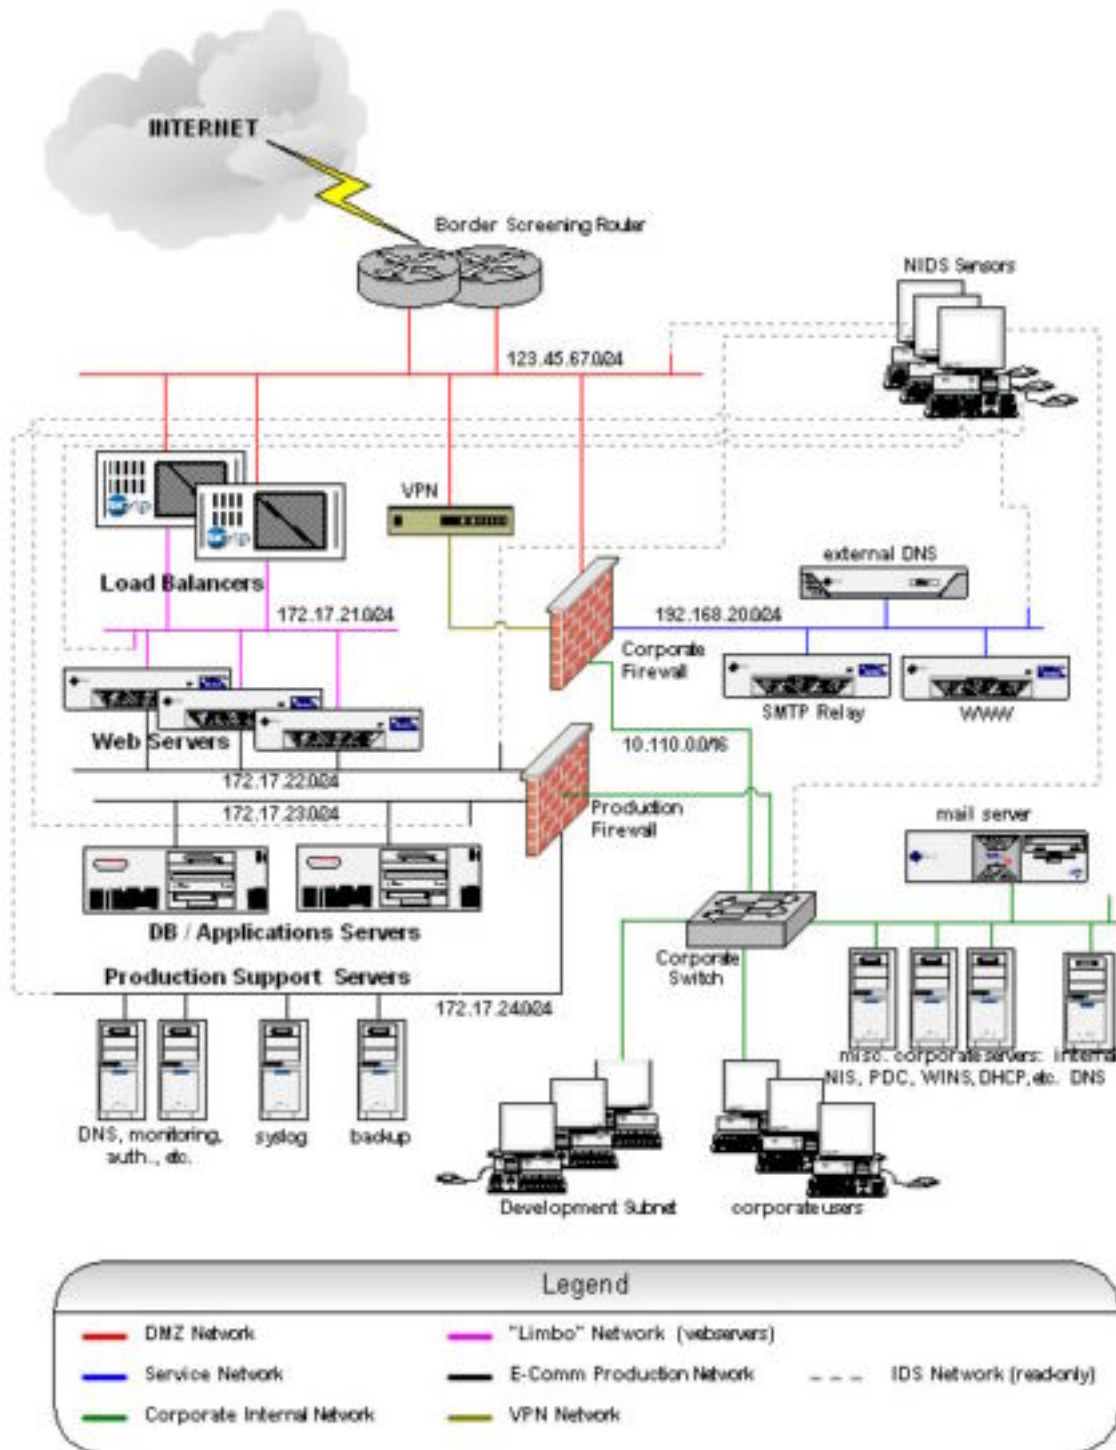 INTERNET
Border Screening Router
NIDS Sensors
123.45.67.0/24
VPN
external DNS
Load Balancers
172.17.21.0/24
192.168.20.0/24
Corporate
Firewall
SMTP Relay
WWW
Web Servers
10.110.0.0/16
172.17.22.0/24
172.17.23.0/24
Production
Firewall
mail server
DB / Applications Servers
Corporate
Switch
Production Support Servers
172.17.24.0/24
misc. corporate servers:
NIS, PDC, WINS, DHCP, etc.
internal
DNS
DNS, monitoring,
auth.., etc.
syslog
backup
Development Subnet
corporate users
Legend
DMZ Network
"Limbo" Network (webservers)
Service Network
E-Comm Production Network
IDS Network (read-only)
Corporate Internal Network
VPN Network